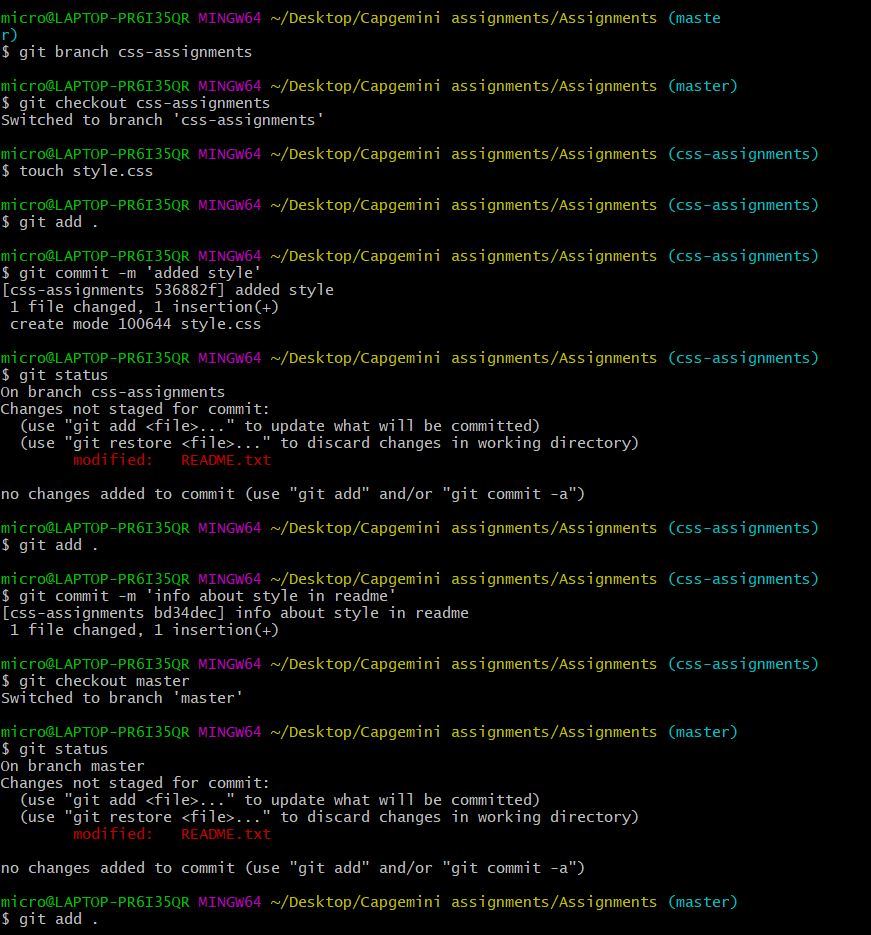 micro@LAPTOP-PR6I35QR MINGW64 ~/Desktop/Capgemini assignments/Assignments (maste
r)
$ git branch css-assignments
micro@LAPTOP-PR6I35QR MINGW64 ~/Desktop/Capgemini assignments/Assignments (master)
$ git checkout css-assignments
Switched to branch 'css-assignments'
micro@LAPTOP-PR6I35QR MINGW64 ~/Desktop/Capgemini assignments/Assignments (css-assignments)
$ touch style.css
micro@LAPTOP-PR6I35QR MINGW64 ~/Desktop/Capgemini assignments/Assignments (css-assignments)
$ git add .
micro@LAPTOP-PR6I35QR MINGW64 ~/Desktop/Capgemini assignments/Assignments (css-assignments)
$ git commit -m 'added style'
[css-assignments 536882f] added style
 1 file changed, 1 insertion(+)
 create mode 100644 style.css
micro@LAPTOP-PR6I35QR MINGW64 ~/Desktop/Capgemini assignments/Assignments (css-assignments)
$ git status
On branch css-assignments
Changes not staged for commit:
  (use "git add <file>..." to update what will be committed)
  (use "git restore <file>..." to discard changes in working directory)
        modified:   README.txt
no changes added to commit (use "git add" and/or "git commit -a")
micro@LAPTOP-PR6I35QR MINGW64 ~/Desktop/Capgemini assignments/Assignments (css-assignments)
$ git add .
micro@LAPTOP-PR6I35QR MINGW64 ~/Desktop/Capgemini assignments/Assignments (css-assignments)
$ git commit -m 'info about style in readme'
[css-assignments bd34dec] info about style in readme
 1 file changed, 1 insertion(+)
micro@LAPTOP-PR6I35QR MINGW64 ~/Desktop/Capgemini assignments/Assignments (css-assignments)
$ git checkout master
Switched to branch 'master'
micro@LAPTOP-PR6I35QR MINGW64 ~/Desktop/Capgemini assignments/Assignments (master)
$ git status
On branch master
Changes not staged for commit:
  (use "git add <file>..." to update what will be committed)
  (use "git restore <file>..." to discard changes in working directory)
        modified:   README.txt
no changes added to commit (use "git add" and/or "git commit -a")
micro@LAPTOP-PR6I35QR MINGW64 ~/Desktop/Capgemini assignments/Assignments (master)
$ git add .